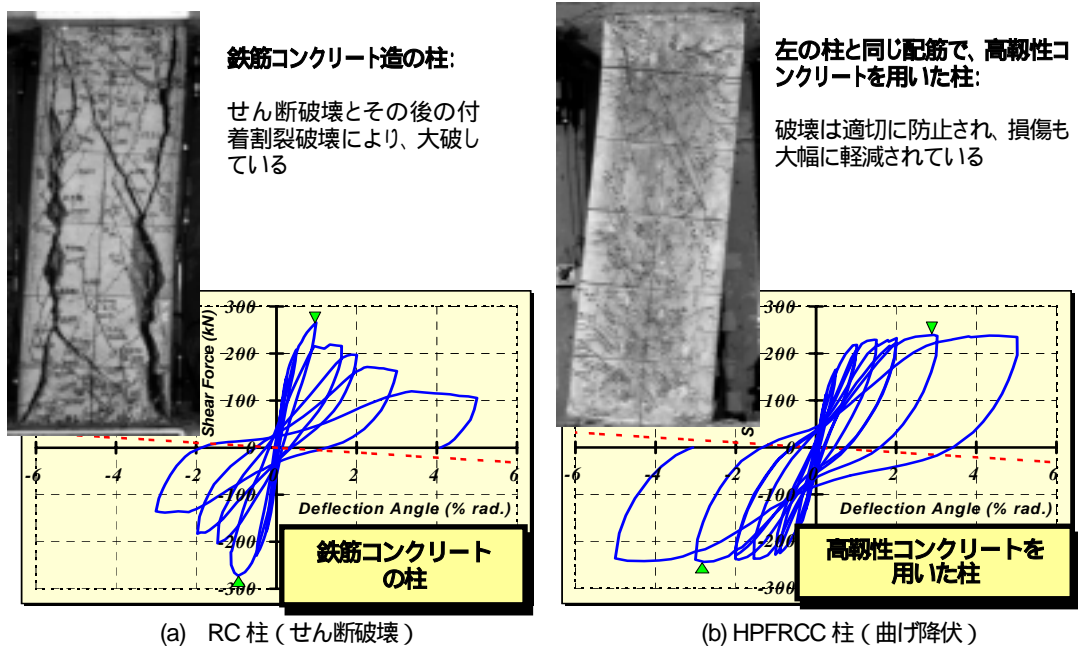 鉄筋コンクリート造の柱:
せん断破壊とその後の付
着割裂破壊により、大破し
ている
左の柱と同じ配筋で、高靭性コ
ンクリートを用いた柱:
破壊は適切に防止され、損傷も
大幅に軽減されている
300
200
100
0
-100
-200
-300
-6
-4
-2
2
4
6
Shear Force (kN)
Deflection Angle (% rad.)
鉄筋コンクリート
の柱
300
200
100
0
-100
-200
-300
-6
-4
-2
2
4
6
S
Deflection Angle (% rad.)
高靭性コンクリートを
用いた柱
(a) RC 柱（せん断破壊）
(b) HPFRCC 柱（曲げ降伏）